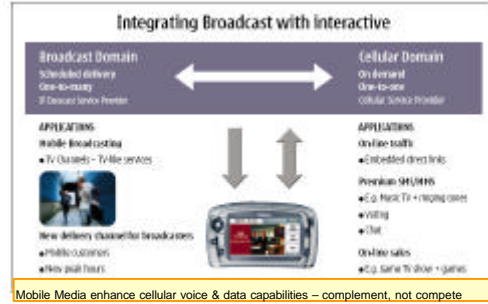 Integrating Broadcast with interactive
Broadcast Domain
Scheduled delivery
One-to-many
IP Datacast Service Provider
Cellular Domain
On demand
One-to-one
Cellular Service Provider
APPLICATIONS
Mobile Broadcasting
• TV Channels – TV-like services
New delivery channel for broadcasters
• Mobile customers
• New peak hours
APPLICATIONS
On-line traffic
• Embedded direct links
Premium SMS/MMS
• E.g. Music TV + ringing tones
• Voting
• Chat
On-line sales
• E.g. Game TV show + games
Mobile Media enhance cellular voice & data capabilities – complement, not compete